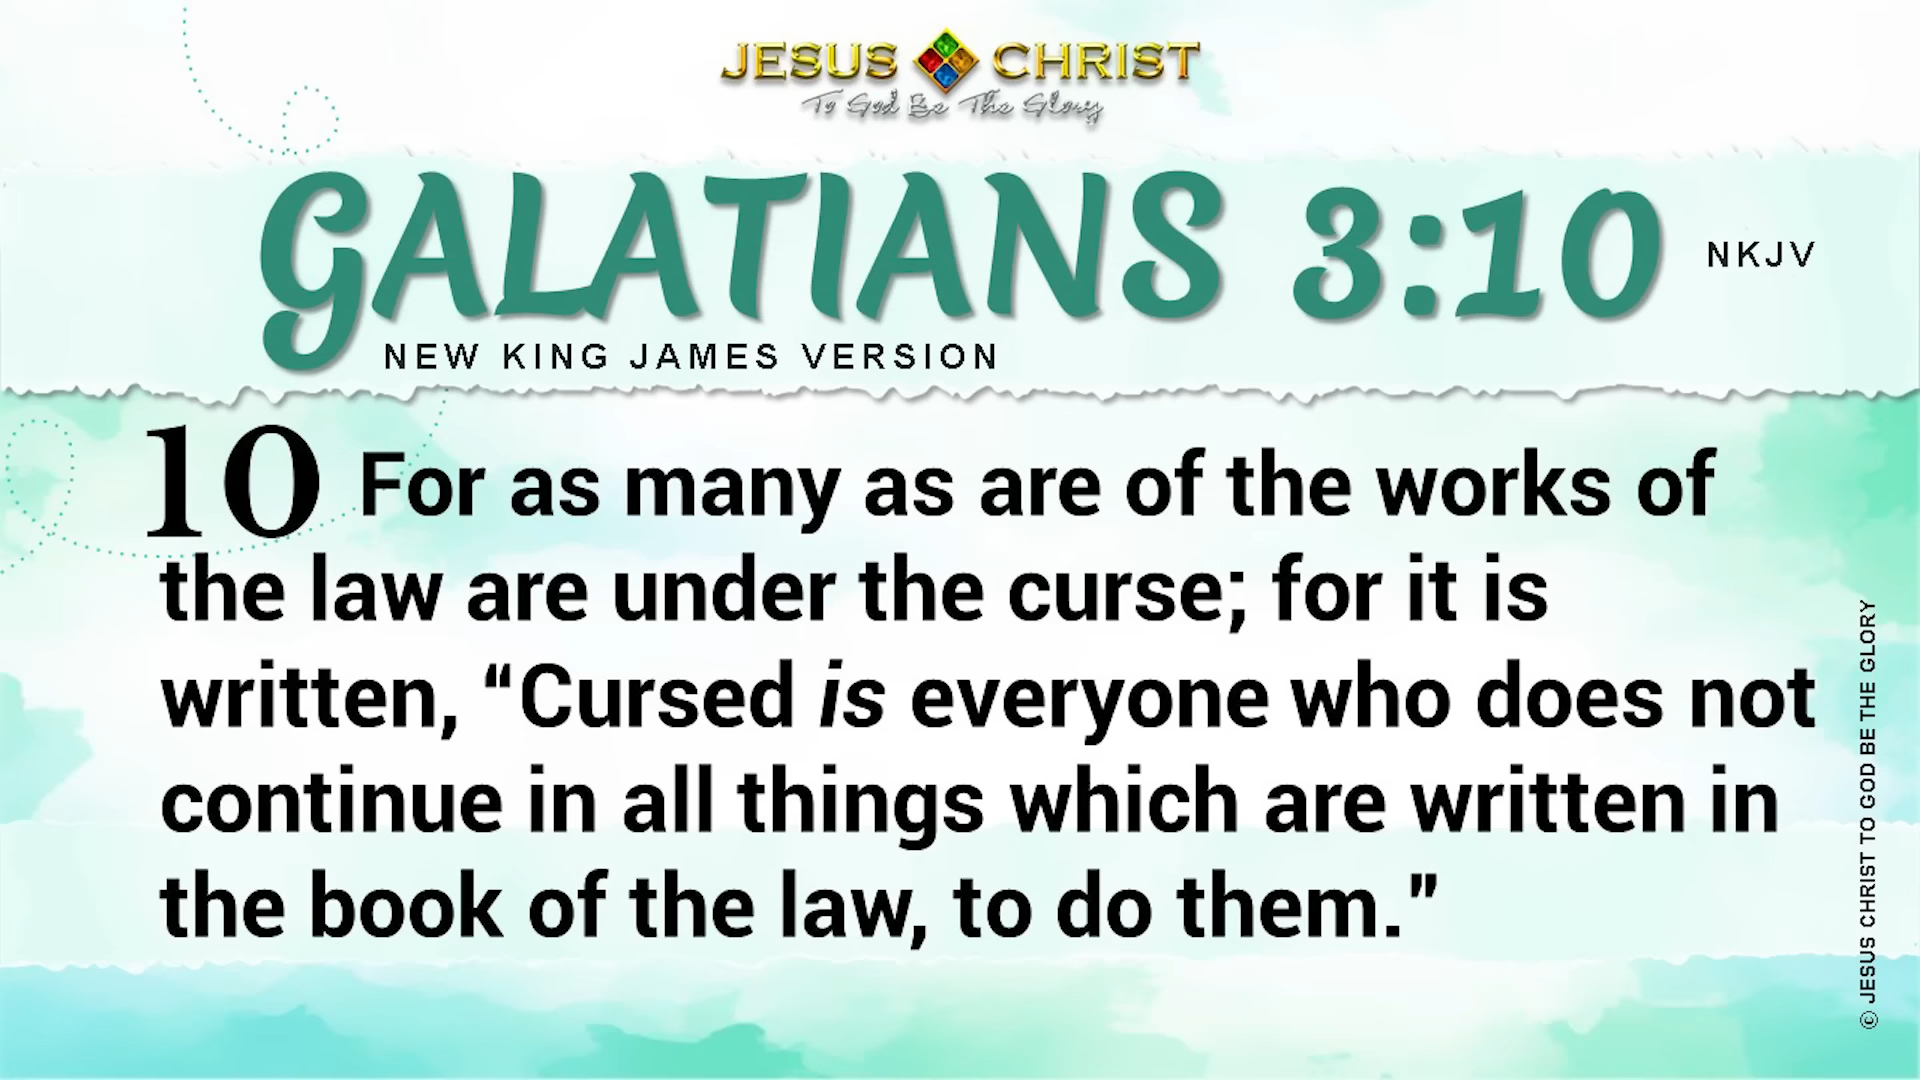 JESUS CHRIST
To God Be The Glory
GALATIANS 3:10 NKJV
NEW KING JAMES VERSION
10 For as many as are of the works of
the law are under the curse; for it is
written, “Cursed is everyone who does not
continue in all things which are written in
the book of the law, to do them.”
© JESUS CHRIST TO GOD BE THE GLORY